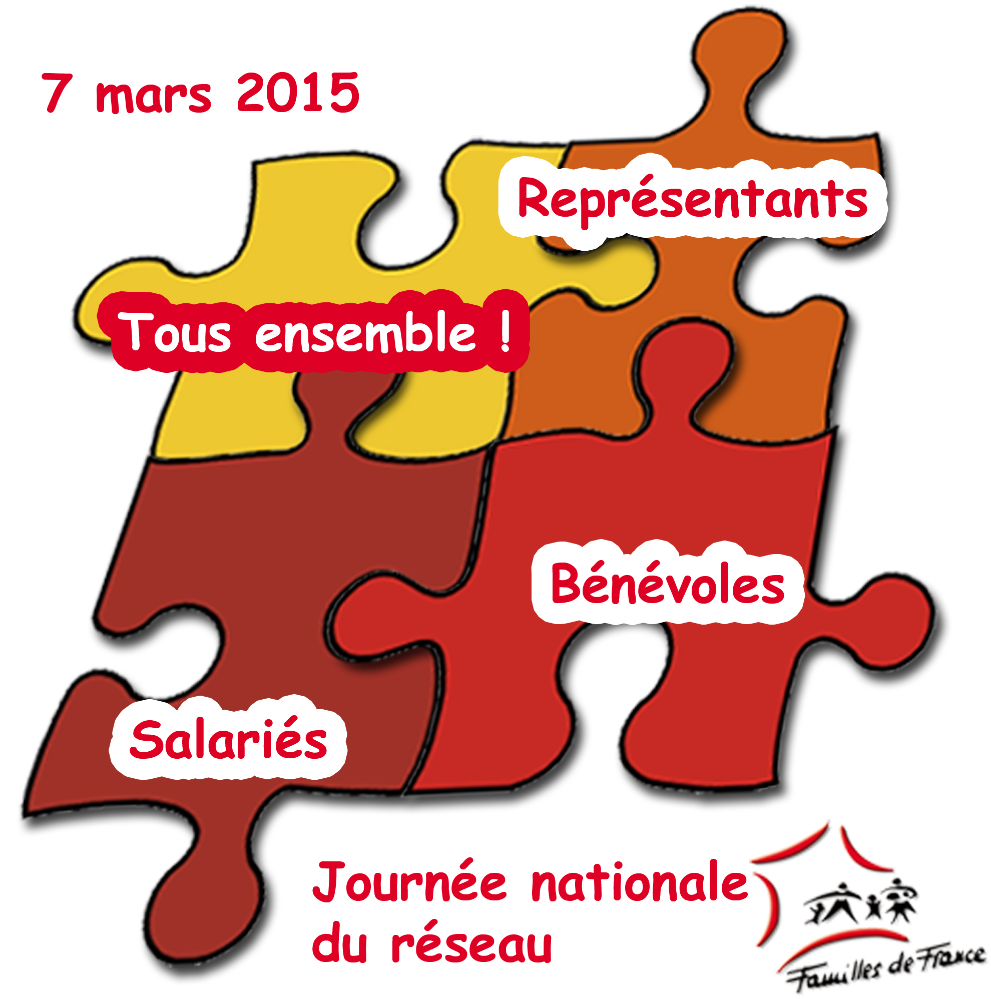 7 mars 2015
Représentants
Tous ensemble !
Bénévoles
Salariés
Journée nationale
du réseau
Familles de France